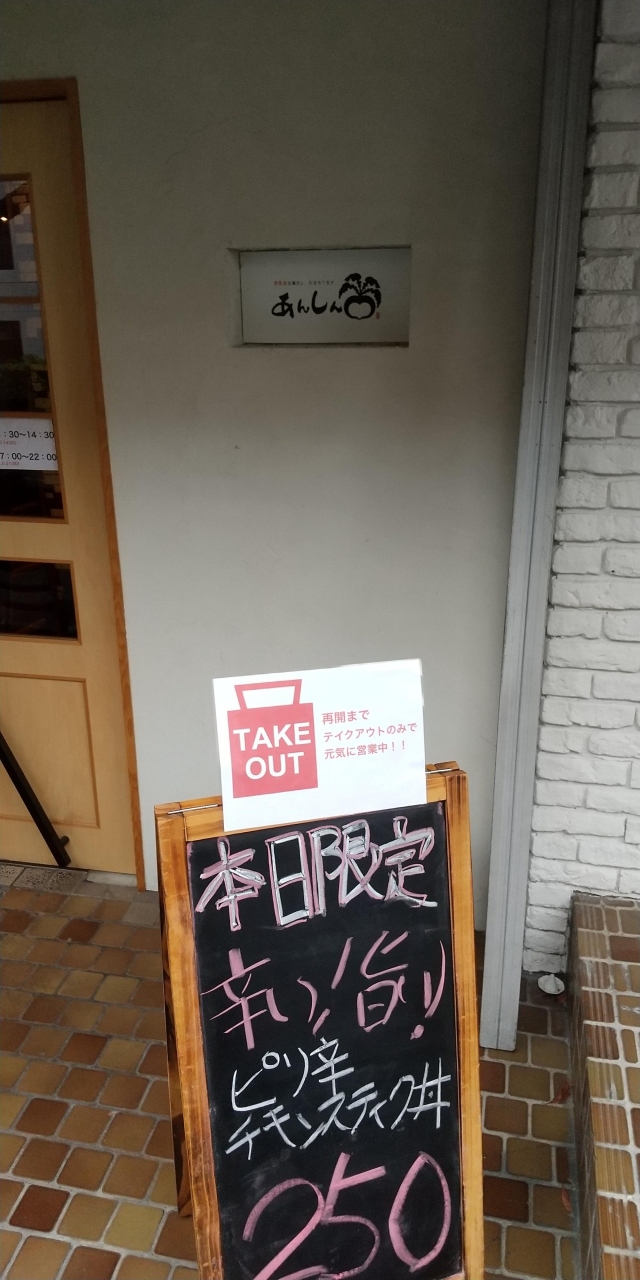 あんしん
:30〜14:30
7:00〜22:00
TAKE
OUT
再開まで
テイクアウトのみで
元気に営業中！！
本日限定
辛い！旨い！
ピリ辛
チキンスティック丼
250